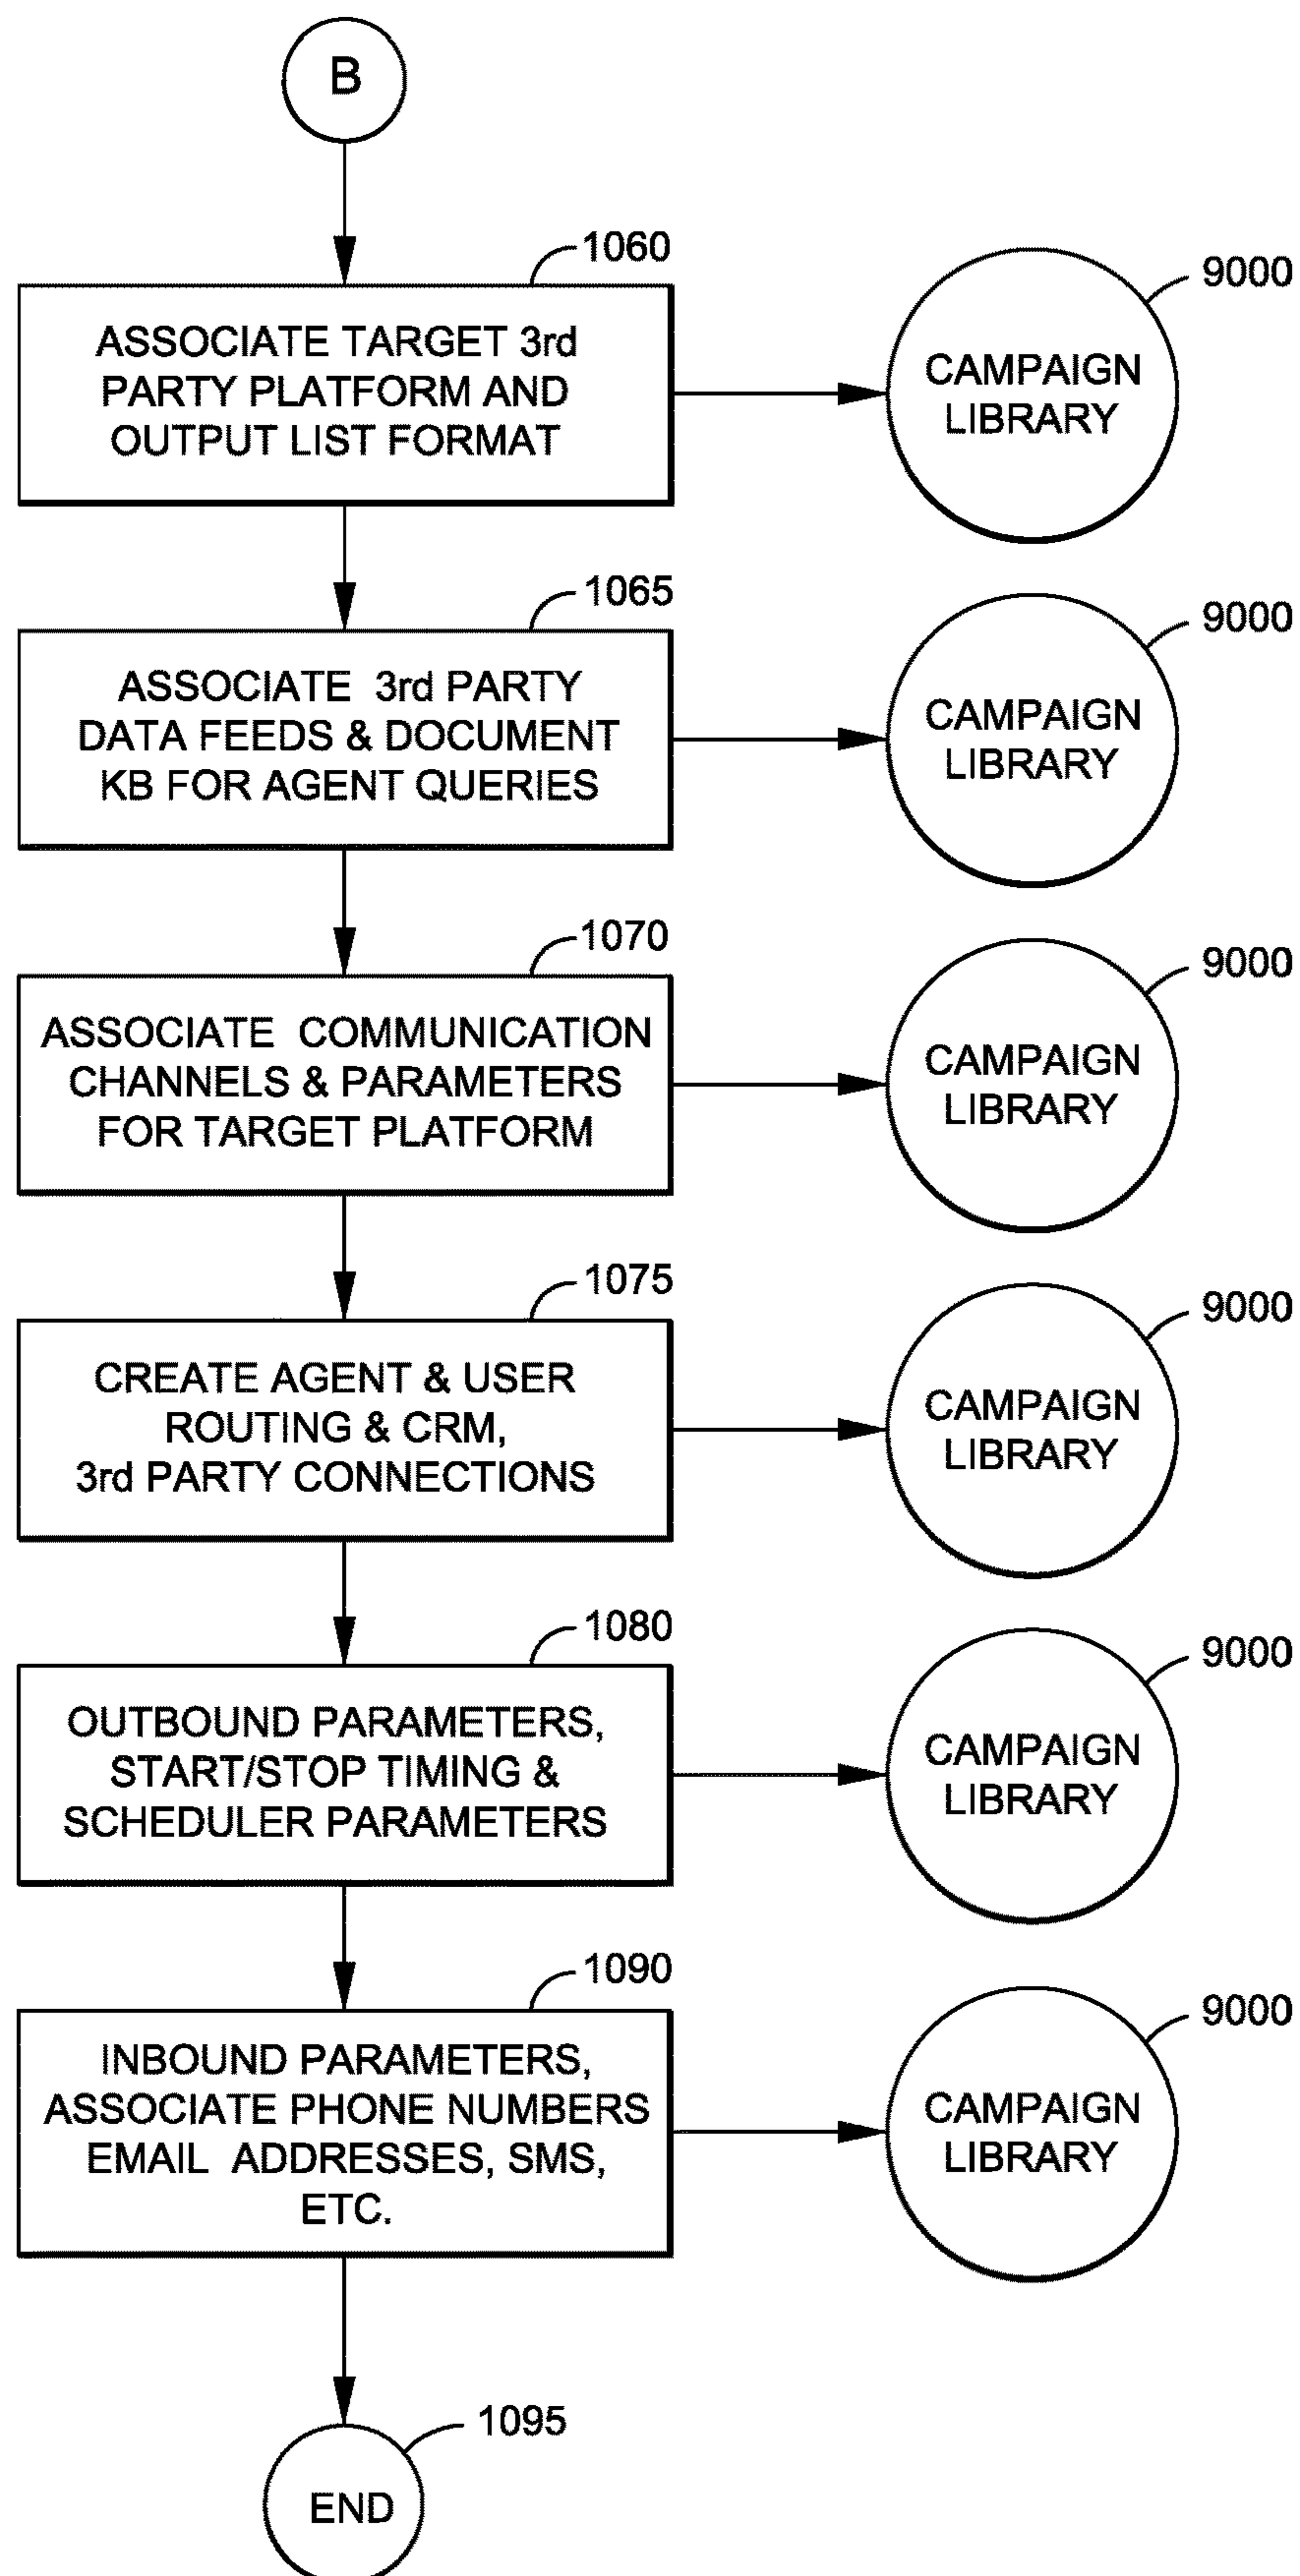 B
1060
ASSOCIATE TARGET 3rd
PARTY PLATFORM AND
OUTPUT LIST FORMAT
9000
CAMPAIGN
LIBRARY
1065
ASSOCIATE 3rd PARTY
DATA FEEDS & DOCUMENT
KB FOR AGENT QUERIES
9000
CAMPAIGN
LIBRARY
1070
ASSOCIATE COMMUNICATION
CHANNELS & PARAMETERS
FOR TARGET PLATFORM
9000
CAMPAIGN
LIBRARY
1075
CREATE AGENT & USER
ROUTING & CRM,
3rd PARTY CONNECTIONS
9000
CAMPAIGN
LIBRARY
1080
OUTBOUND PARAMETERS,
START/STOP TIMING &
SCHEDULER PARAMETERS
9000
CAMPAIGN
LIBRARY
1090
INBOUND PARAMETERS,
ASSOCIATE PHONE NUMBERS
EMAIL ADDRESSES, SMS,
ETC.
9000
CAMPAIGN
LIBRARY
1095
END